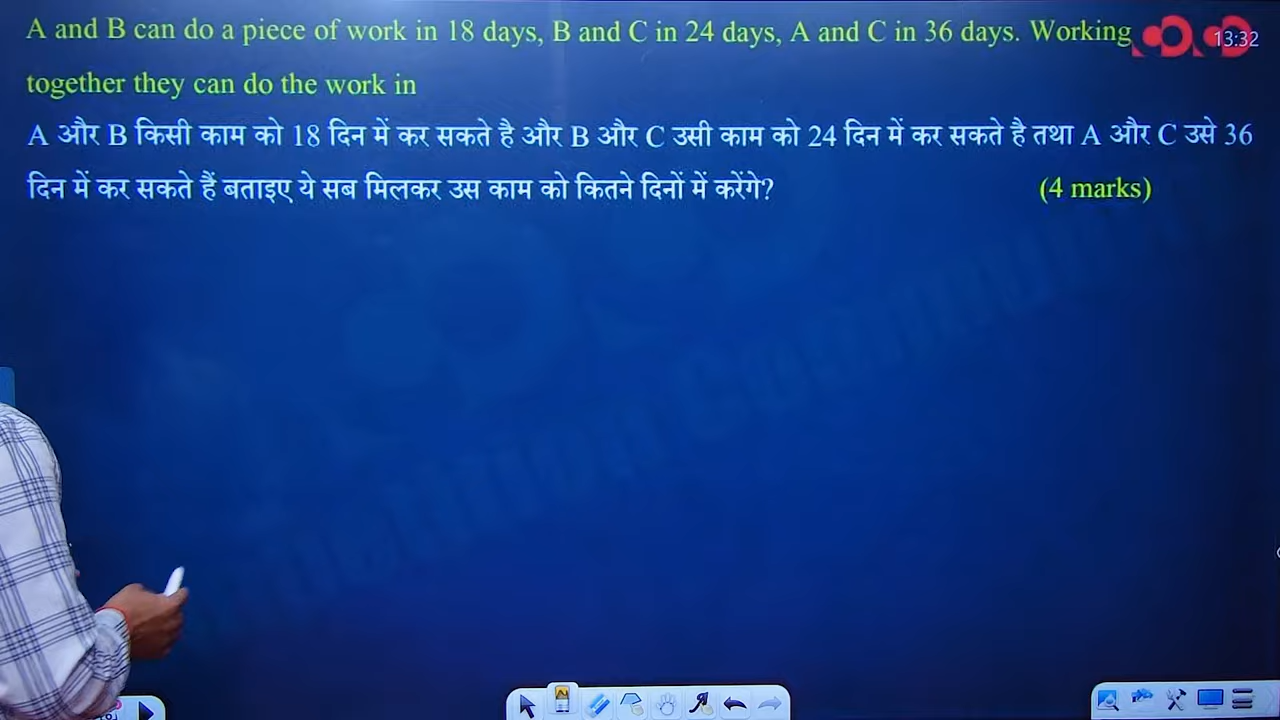 A and B can do a piece of work in 18 days, B and C in 24 days, A and C in 36 days. Working
13:32
together they can do the work in
A और B किसी काम को 18 दिन में कर सकते है और B और C उसी काम को 24 दिन में कर सकते है तथा A और C उसे 36
दिन में कर सकते हैं बताइए ये सब मिलकर उस काम को कितने दिनों में करेंगे?
(4 marks)